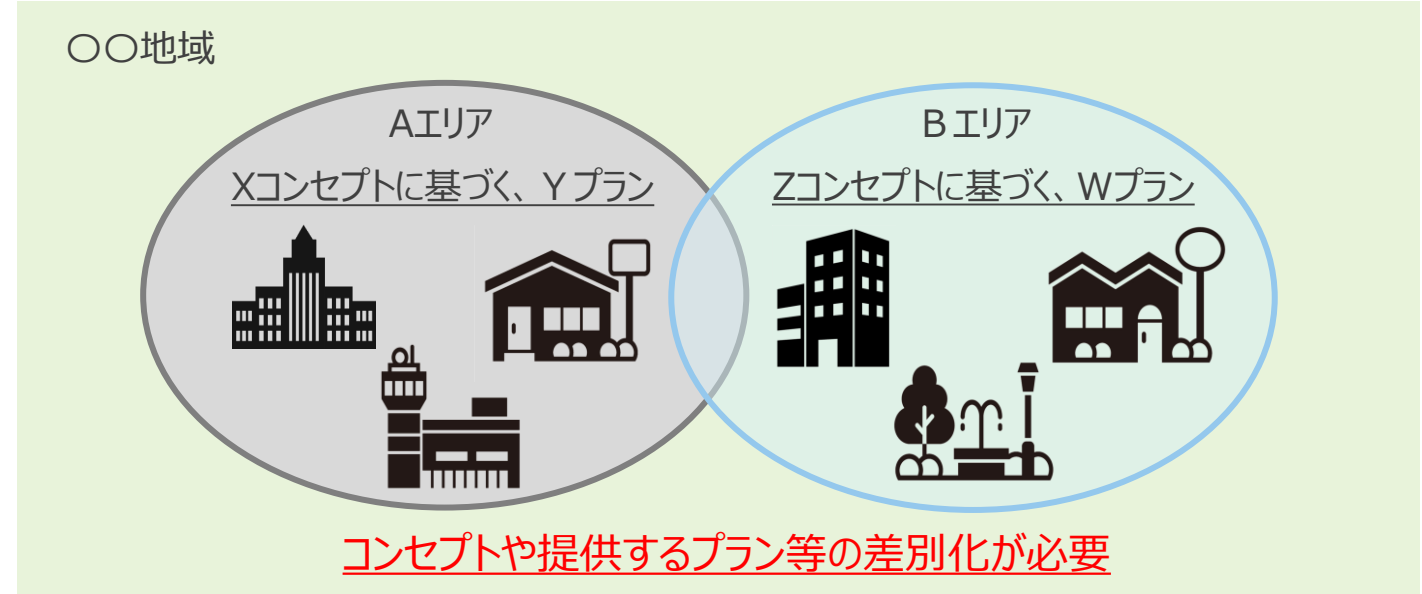 〇〇地域
Aエリア
Xコンセプトに基づく、Yプラン
Bエリア
Zコンセプトに基づく、Wプラン
コンセプトや提供するプラン等の差別化が必要